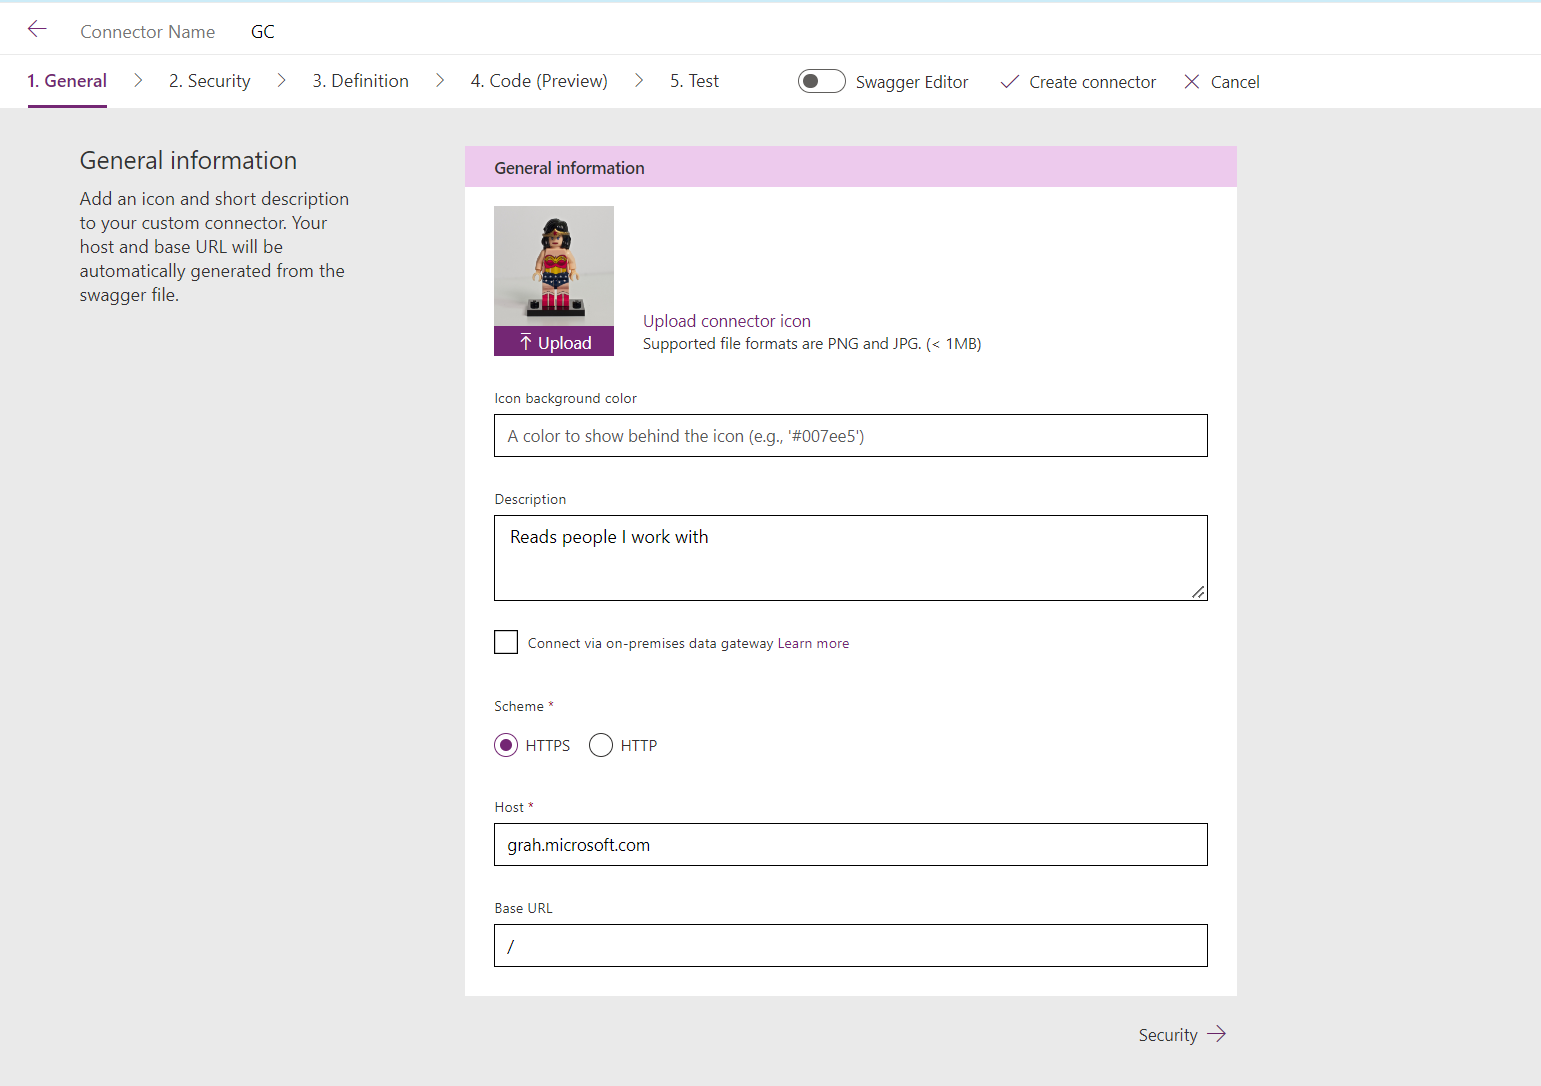 Connector Name GC
1. General 2. Security 3. Definition 4. Code (Preview) 5. Test Swagger Editor Create connector Cancel
General information
Add an icon and short description
to your custom connector. Your
host and base URL will be
automatically generated from the
swagger file.
General information
Upload
Upload connector icon
Supported file formats are PNG and JPG. (< 1MB)
Icon background color
A color to show behind the icon (e.g., '#007ee5')
Description
Reads people I work with
Connect via on-premises data gateway Learn more
Scheme *
HTTPS HTTP
Host *
grah.microsoft.com
Base URL
/
Security